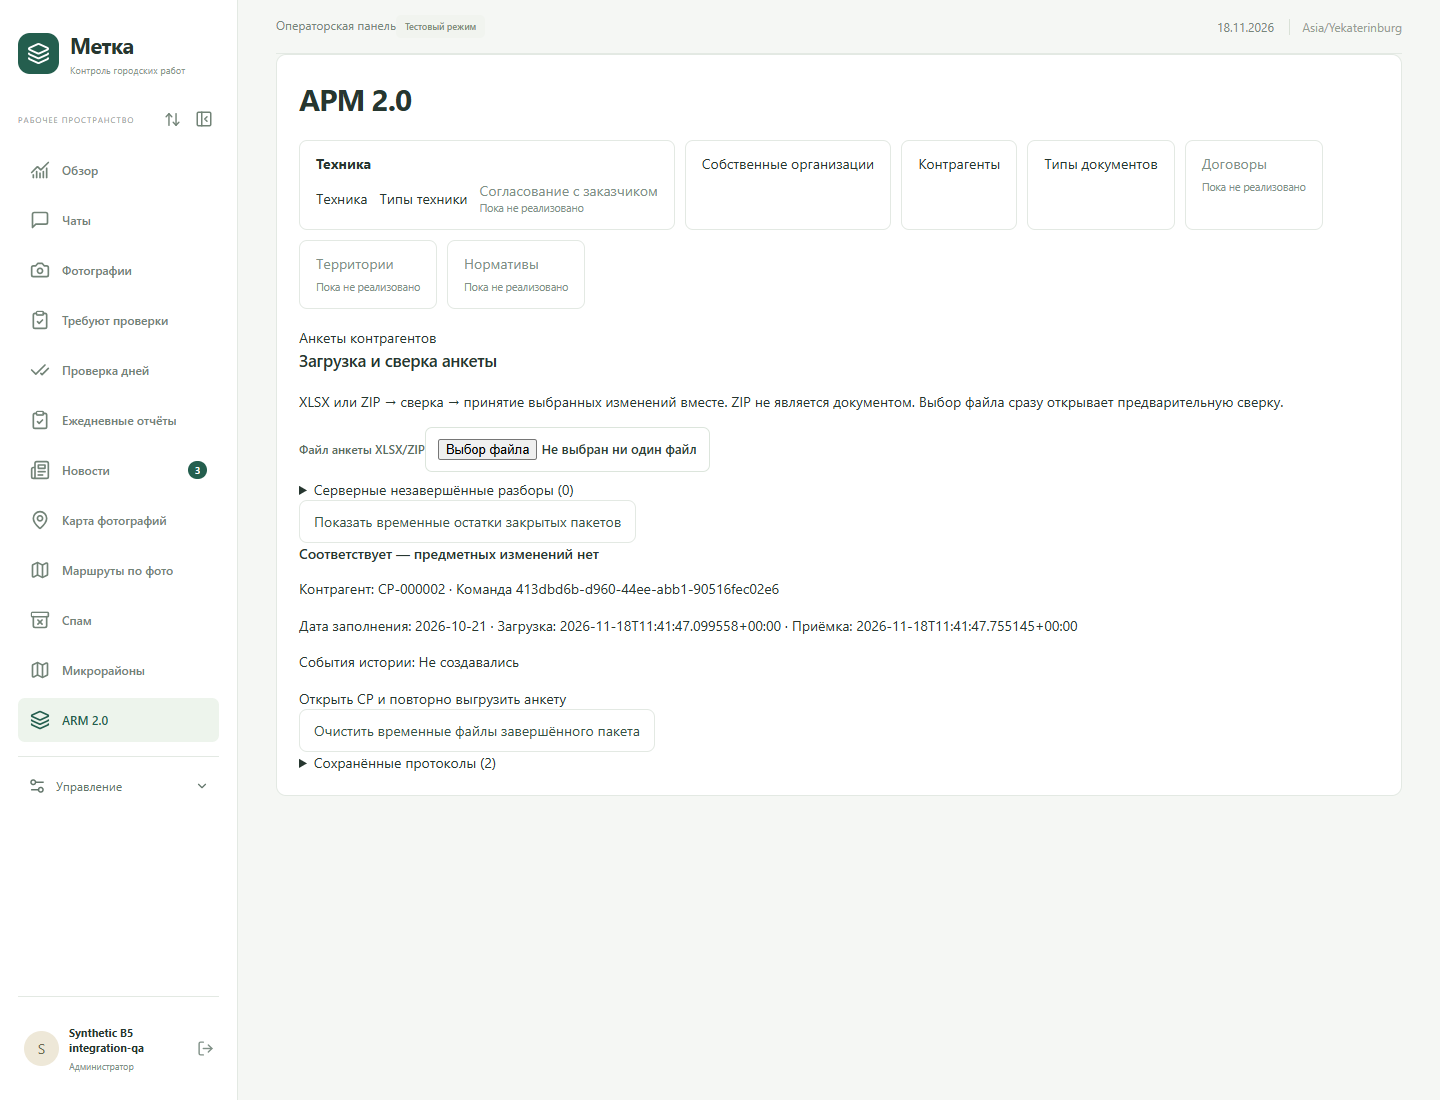 Метка
Контроль городских работ
РАБОЧЕЕ ПРОСТРАНСТВО
Обзор
Чаты
Фотографии
Требуют проверки
Проверка дней
Ежедневные отчёты
Новости 3
Карта фотографий
Маршруты по фото
Спам
Микрорайоны
ARM 2.0
Управление
S
Synthetic B5
integration-qa
Администратор
Операторская панель Тестовый режим
18.11.2026 Asia/Yekaterinburg
АРМ 2.0
Техника
Техника Типы техники Согласование с заказчиком
Пока не реализовано
Собственные организации
Контрагенты
Типы документов
Договоры
Пока не реализовано
Территории
Пока не реализовано
Нормативы
Пока не реализовано
Анкеты контрагентов
Загрузка и сверка анкеты
XLSX или ZIP → сверка → принятие выбранных изменений вместе. ZIP не является документом. Выбор файла сразу открывает предварительную сверку.
Файл анкеты XLSX/ZIP Выбор файла Не выбран ни один файл
Серверные незавершённые разборы (0)
Показать временные остатки закрытых пакетов
Соответствует — предметных изменений нет
Контрагент: CP-000002 · Команда 413dbd6b-d960-44ee-abb1-90516fec02e6
Дата заполнения: 2026-10-21 · Загрузка: 2026-11-18T11:41:47.099558+00:00 · Приёмка: 2026-11-18T11:41:47.755145+00:00
События истории: Не создавались
Открыть CP и повторно выгрузить анкету
Очистить временные файлы завершённого пакета
Сохранённые протоколы (2)